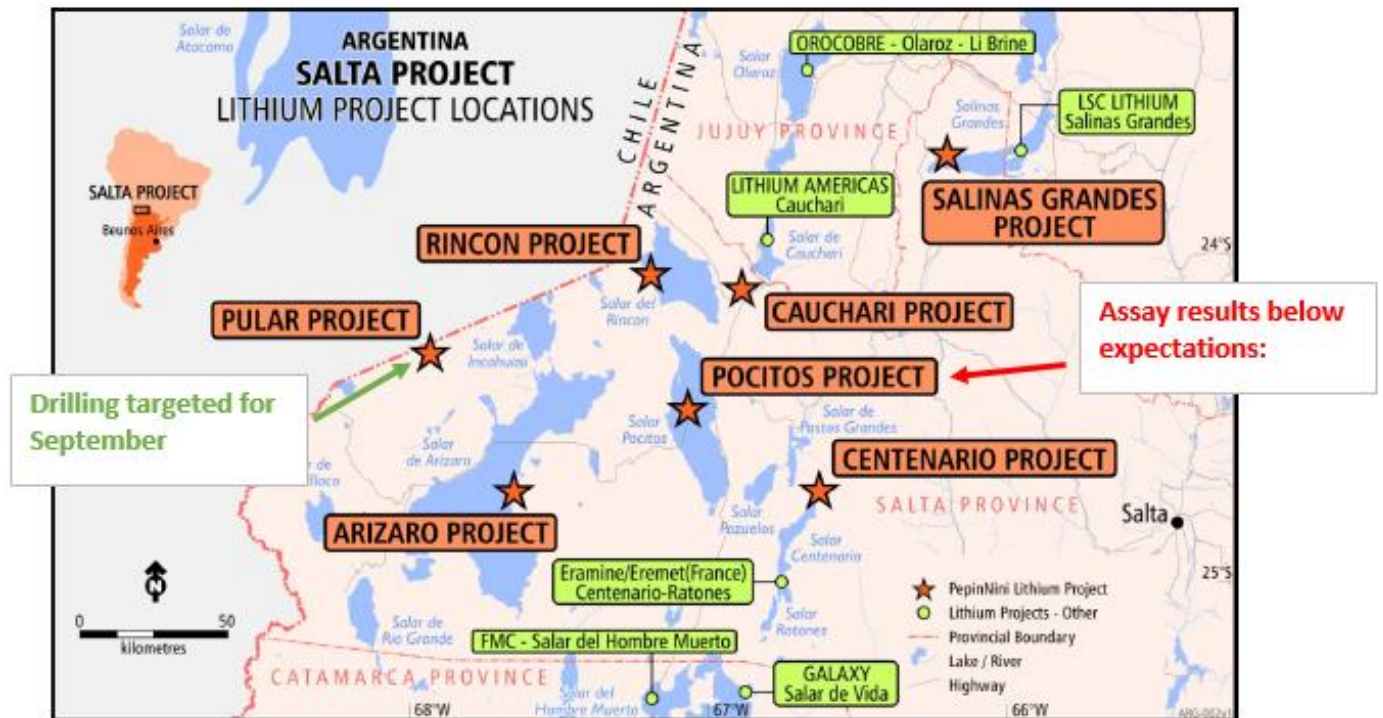 Salar de
Atacama
ARGENTINA
SALTA PROJECT
LITHIUM PROJECT LOCATIONS
CHILE
ARGENTINA
OROCOBRE - Olaroz - Li Brine
Salar
Olaroz
JUJUY PROVINCE
Salinas
Grandes
LSC LITHIUM
Salinas Grandes
SALTA PROJECT
Beunos Aires
LITHIUM AMERICAS
Cauchari
SALINAS GRANDES
PROJECT
RINCON PROJECT
Salar de
Cauchari
24°S
Salar del
Rincon
CAUCHARI PROJECT
PULAR PROJECT
Salar de
Incahuasi
Assay results below
expectations:
POCITOS PROJECT
Drilling targeted for
September
Salar
Pocitos
Salar de
Pastos Grandes
Salar
de Arizaro
CENTENARIO PROJECT
SALTA PROVINCE
ARIZARO PROJECT
Salar
Pozuelos
Salta
Salar
Centenario
25°S
Eramine/Eremet(France)
Centenario-Ratones
N
0
50
kilometres
Salar de
Rio Grande
Salar
Ratones
PepinNini Lithium Project
Lithium Projects - Other
Provincial Boundary
Lake / River
Highway
FMC - Salar del Hombre Muerto
CATAMARCA PROVINCE
GALAXY
Salar de Vida
Salar del
Hombre Muerto
68°W
67°W
66°W